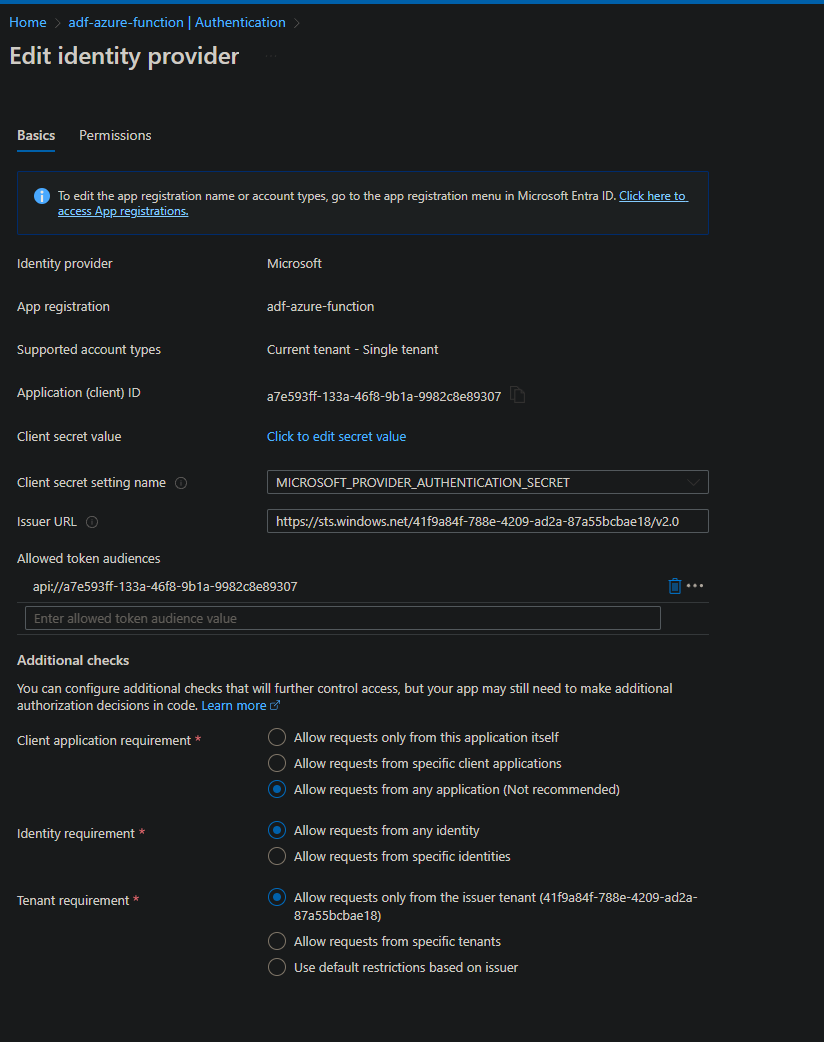 Home > adf-azure-function | Authentication >
Edit identity provider ...
Basics Permissions
To edit the app registration name or account types, go to the app registration menu in Microsoft Entra ID. Click here to
access App registrations.
Identity provider Microsoft
App registration adf-azure-function
Supported account types Current tenant - Single tenant
Application (client) ID a7e593ff-133a-46f8-9b1a-9982c8e89307
Client secret value Click to edit secret value
Client secret setting name MICROSOFT_PROVIDER_AUTHENTICATION_SECRET
Issuer URL https://sts.windows.net/41f9a84f-788e-4209-ad2a-87a55bcbae18/v2.0
Allowed token audiences
api://a7e593ff-133a-46f8-9b1a-9982c8e89307
Enter allowed token audience value
Additional checks
You can configure additional checks that will further control access, but your app may still need to make additional
authorization decisions in code. Learn more
Client application requirement * Allow requests only from this application itself
Allow requests from specific client applications
Allow requests from any application (Not recommended)
Identity requirement * Allow requests from any identity
Allow requests from specific identities
Tenant requirement * Allow requests only from the issuer tenant (41f9a84f-788e-4209-ad2a-
87a55bcbae18)
Allow requests from specific tenants
Use default restrictions based on issuer